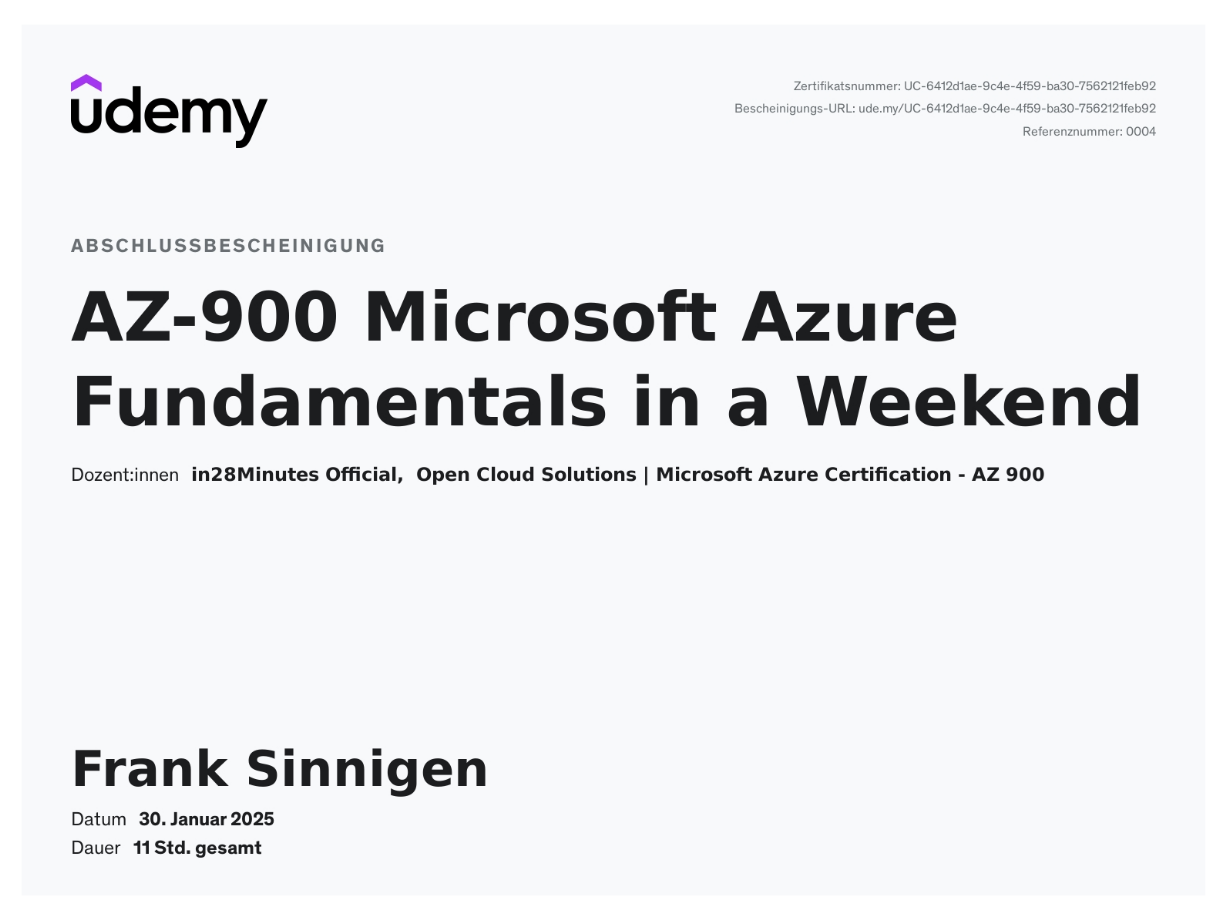 udemy
Zertifikatsnummer: UC-6412d1ae-9c4e-4f59-ba30-7562121feb92
Bescheinigungs-URL: ude.my/UC-6412d1ae-9c4e-4f59-ba30-7562121feb92
Referenznummer: 0004
ABSCHLUSSBESCHEINIGUNG
AZ-900 Microsoft Azure
Fundamentals in a Weekend
Dozent:innen in28Minutes Official, Open Cloud Solutions | Microsoft Azure Certification - AZ 900
Frank Sinnigen
Datum 30. Januar 2025
Dauer 11 Std. gesamt